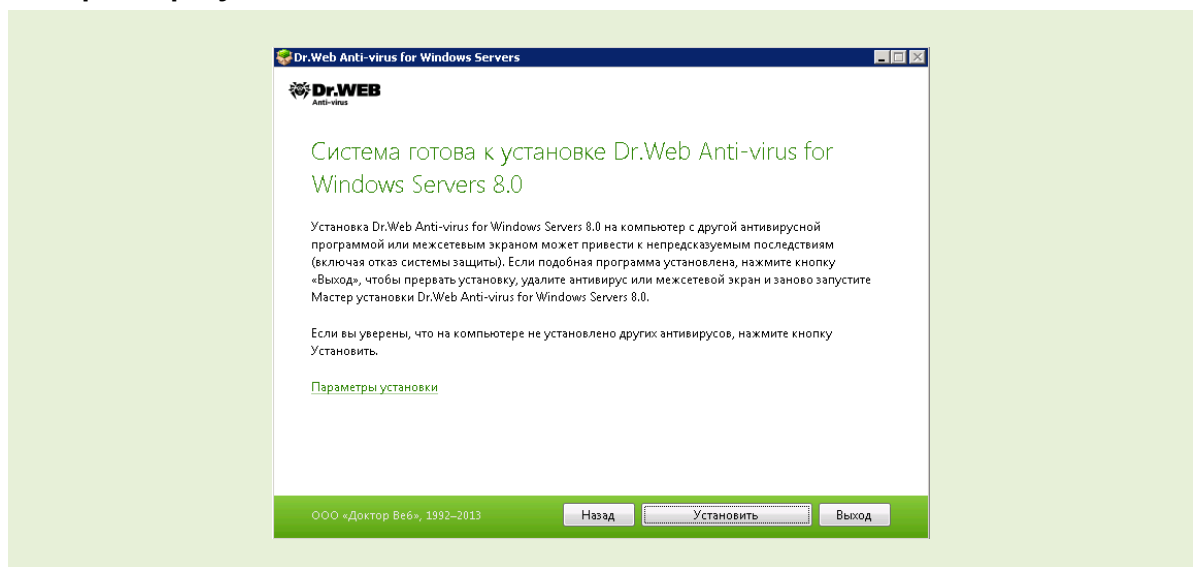 Dr.Web Anti-virus for Windows Servers
Dr.WEB
Anti-virus
Система готова к установке Dr.Web Anti-virus for
Windows Servers 8.0
Установка Dr.Web Anti-virus for Windows Servers 8.0 на компьютер с другой антивирусной
программой или межсетевым экраном может привести к непредсказуемым последствиям
(включая отказ системы защиты). Если подобная программа установлена, нажмите кнопку
«Выход», чтобы прервать установку, удалите антивирус или межсетевой экран и заново запустите
Мастер установки Dr.Web Anti-virus for Windows Servers 8.0.
Если вы уверены, что на компьютере не установлено других антивирусов, нажмите кнопку
Установить.
Параметры установки
ООО «Доктор Веб», 1992–2013
Назад
Установить
Выход